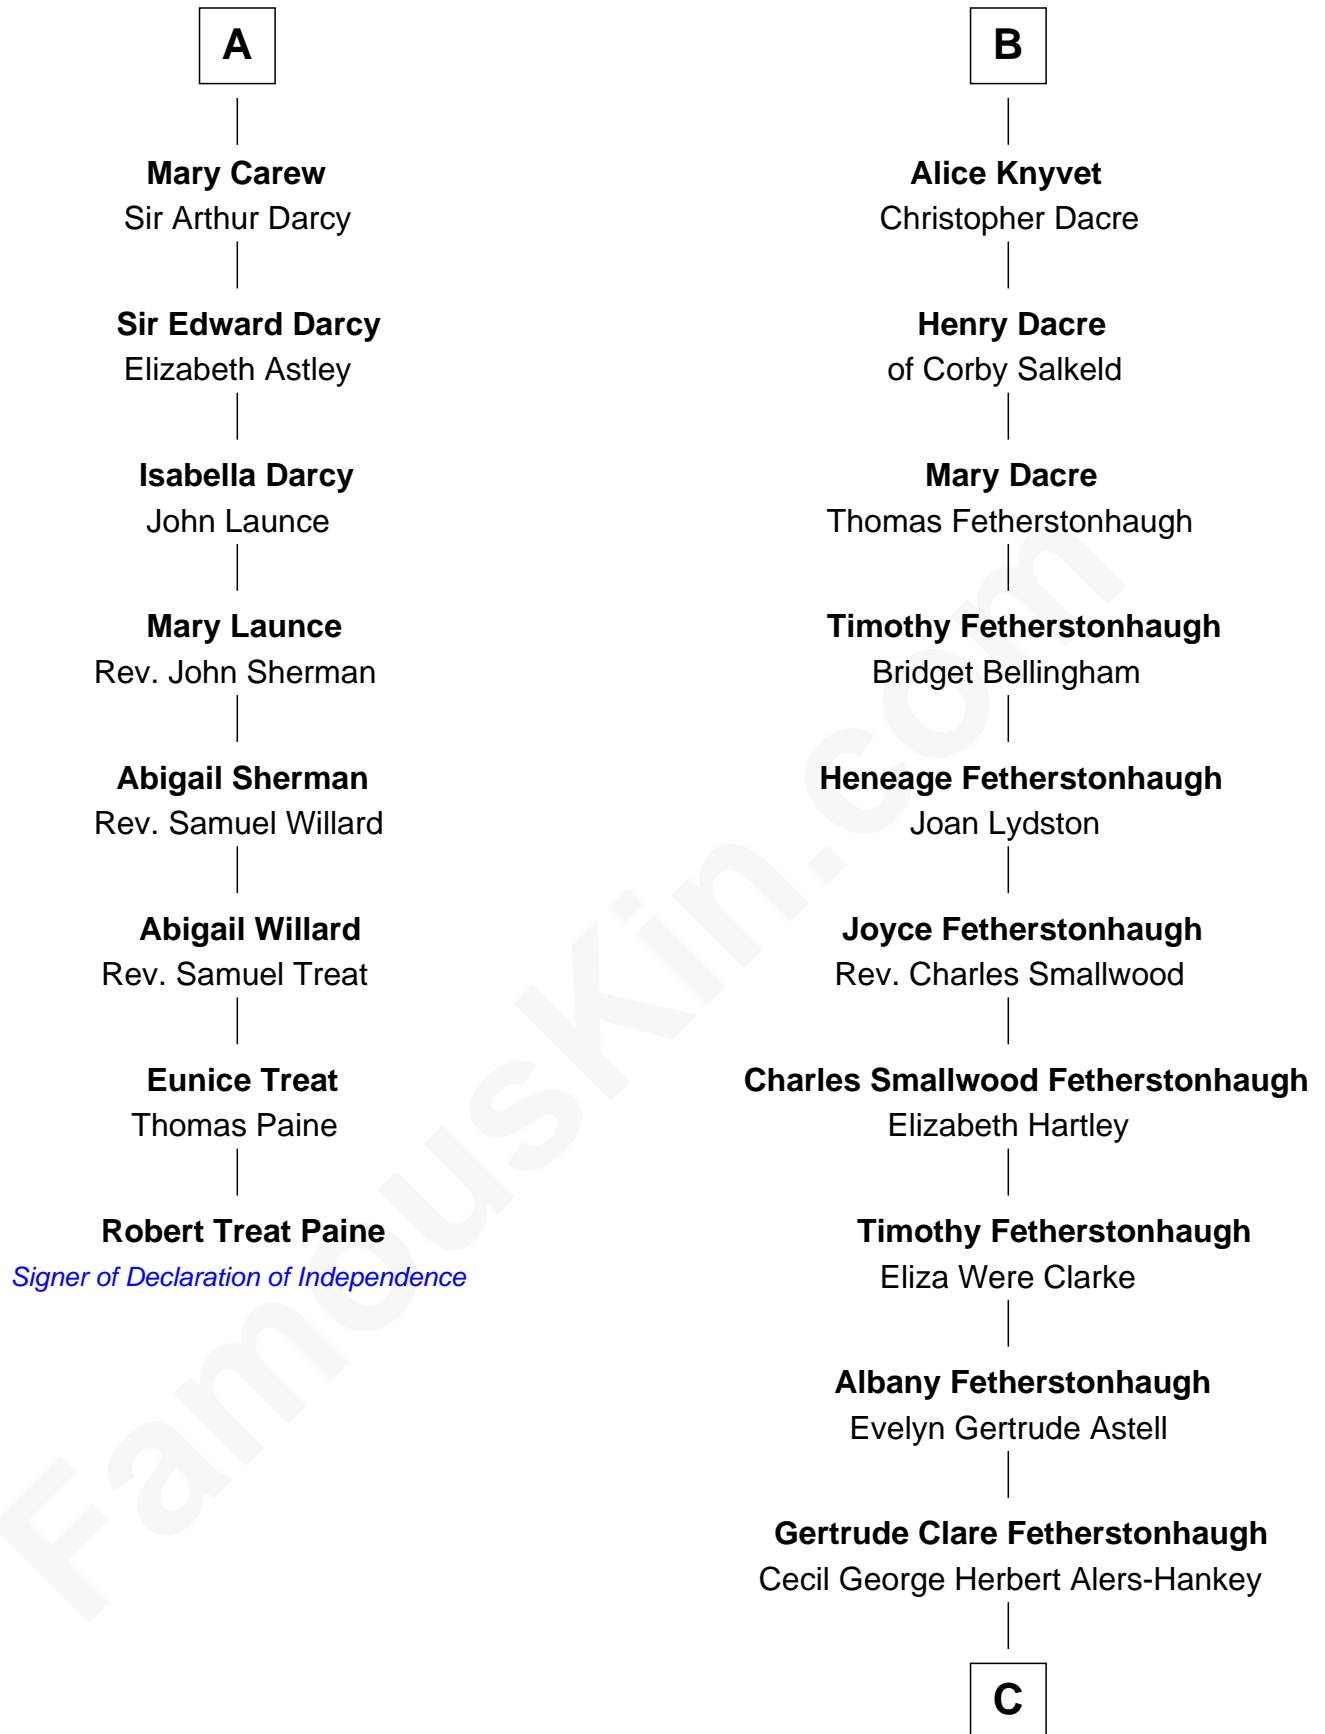 A
Mary Carew
Sir Arthur Darcy
Sir Edward Darcy
Elizabeth Astley
Isabella Darcy
John Launce
Mary Launce
Rev. John Sherman
Abigail Sherman
Rev. Samuel Willard
Abigail Willard
Rev. Samuel Treat
Eunice Treat
Thomas Paine
Robert Treat Paine
Signer of Declaration of Independence
B
Alice Knyvet
Christopher Dacre
Henry Dacre
of Corby Salkeld
Mary Dacre
Thomas Fetherstonhaugh
Timothy Fetherstonhaugh
Bridget Bellingham
Heneage Fetherstonhaugh
Joan Lydston
Joyce Fetherstonhaugh
Rev. Charles Smallwood
Charles Smallwood Fetherstonhaugh
Elizabeth Hartley
Timothy Fetherstonhaugh
Eliza Were Clarke
Albany Fetherstonhaugh
Evelyn Gertrude Astell
Gertrude Clare Fetherstonhaugh
Cecil George Herbert Alers-Hankey
C
FamousKin.com